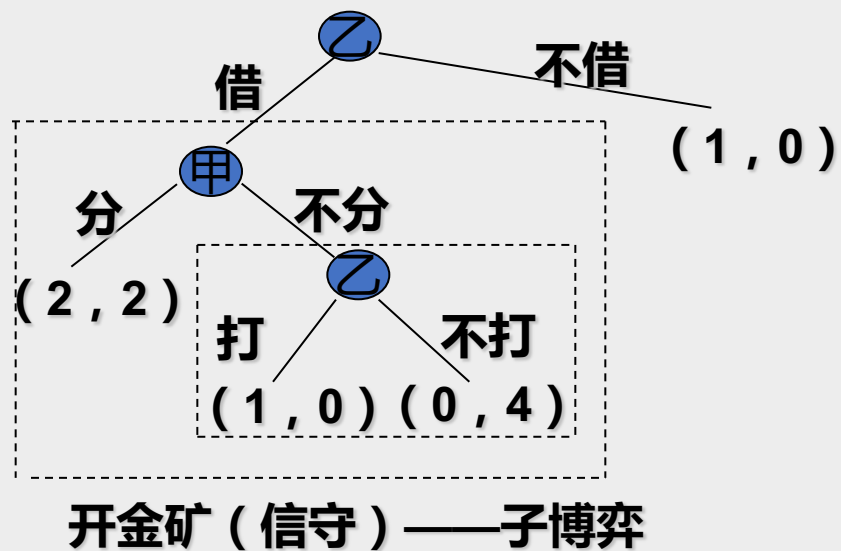 乙
借
不借
(1,0)
甲
分
不分
(2,2)
乙
打
不打
(1,0)(0,4)
开金矿(信守)——子博弈